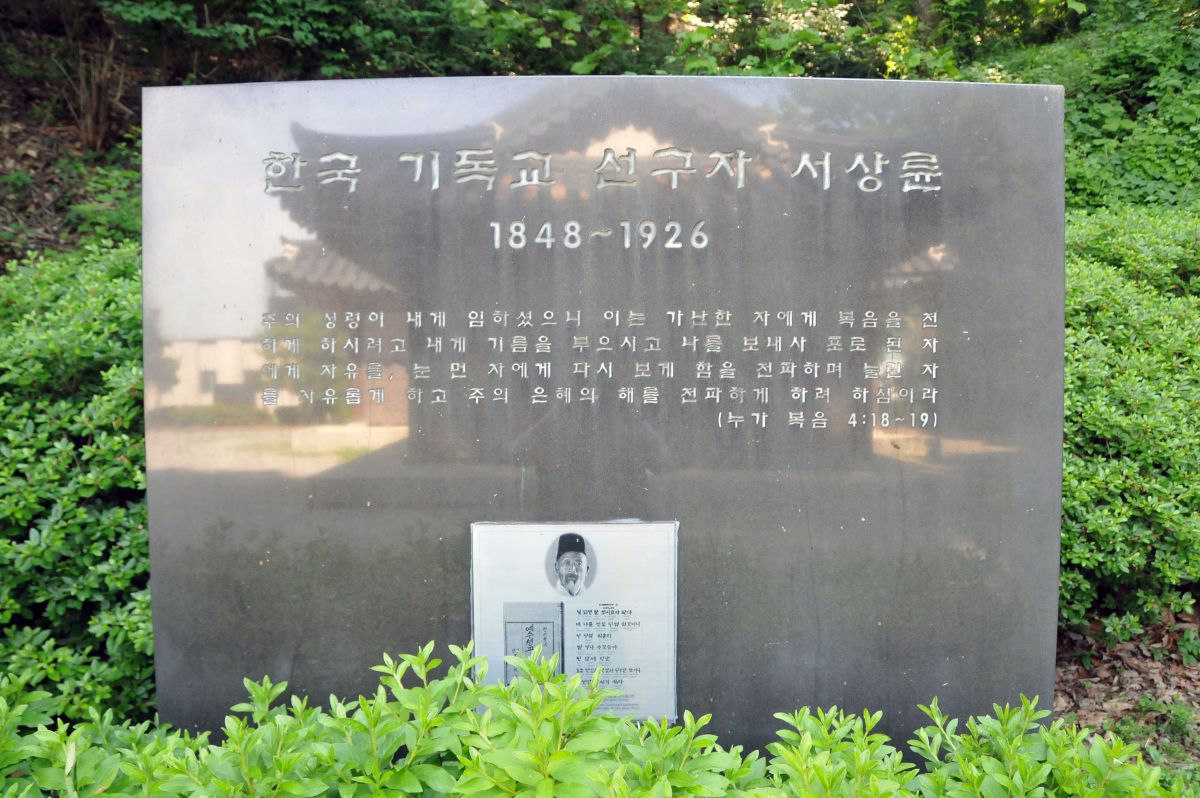 한국 기독교 선구자 서상륜
1848~1926
주의 성령이 내게 임하셨으니 이는 가난한 자에게 복음을 전
하게 하시려고 내게 기름을 부으시고 나를 보내사 포로 된 자
에게 자유를, 눈 먼 자에게 다시 보게 함을 전파하며 눌린 자
를 자유롭게 하고 주의 은혜의 해를 전파하게 하려 하심이라
(누가 복음 4:18~19)